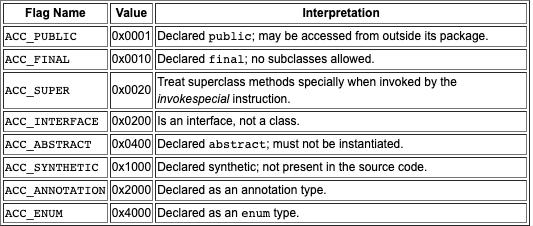 Flag Name Value Interpretation
ACC_PUBLIC 0x0001 Declared public; may be accessed from outside its package.
ACC_FINAL 0x0010 Declared final; no subclasses allowed.
ACC_SUPER 0x0020 Treat superclass methods specially when invoked by the
invokespecial instruction.
ACC_INTERFACE 0x0200 Is an interface, not a class.
ACC_ABSTRACT 0x0400 Declared abstract; must not be instantiated.
ACC_SYNTHETIC 0x1000 Declared synthetic; not present in the source code.
ACC_ANNOTATION 0x2000 Declared as an annotation type.
ACC_ENUM 0x4000 Declared as an enum type.